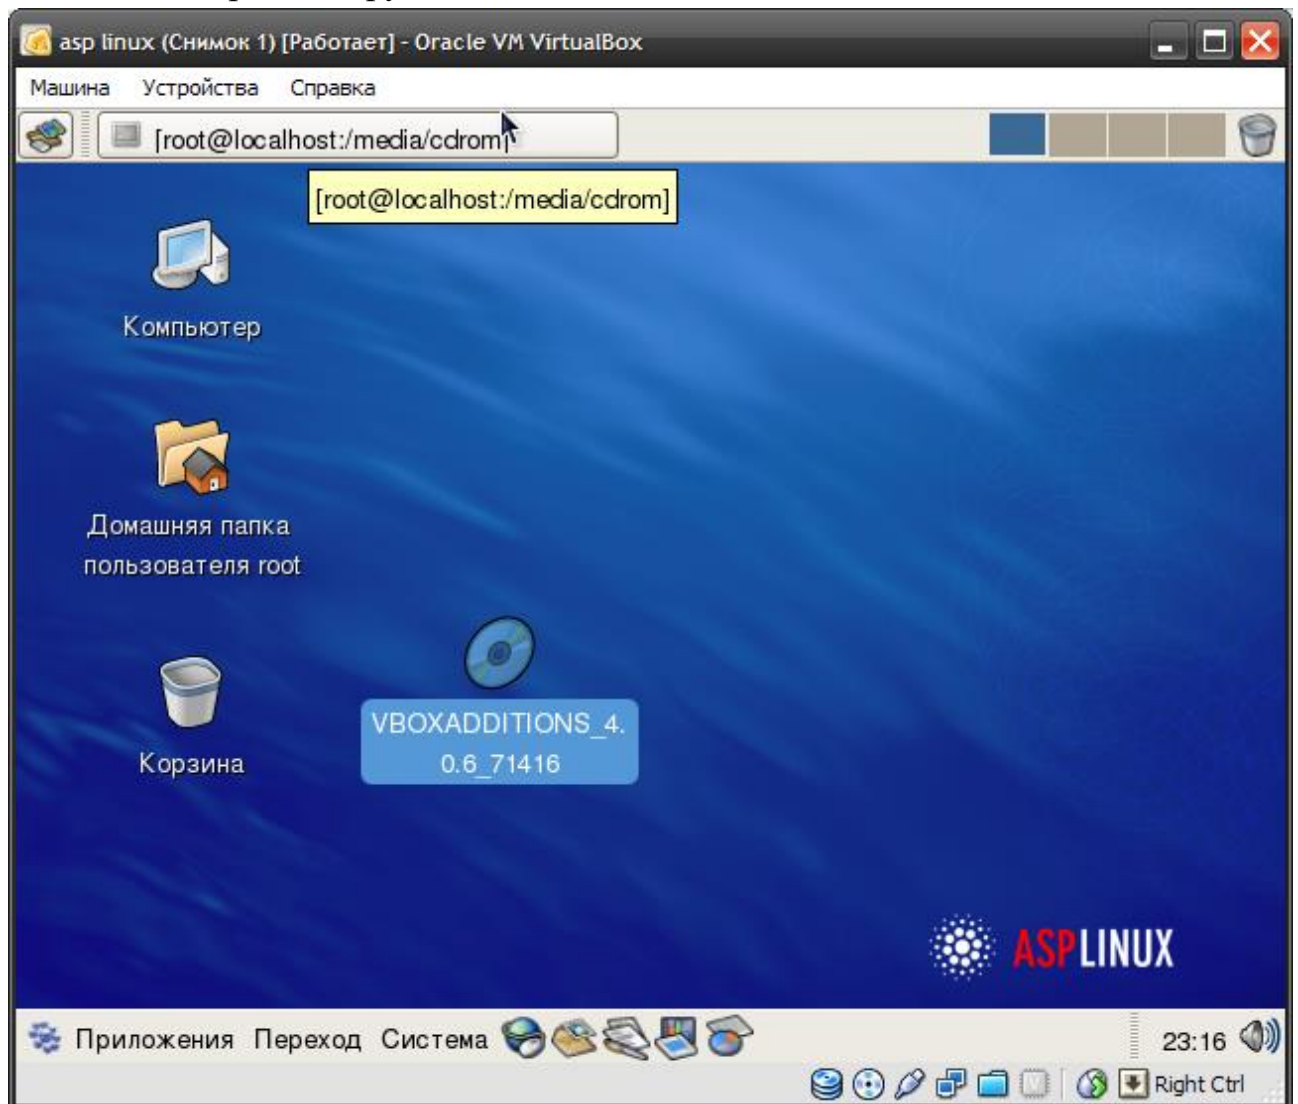 asp linux (Снимок 1) [Работает] - Oracle VM VirtualBox
Машина Устройства Справка
[root@localhost:/media/cdrom]
[root@localhost:/media/cdrom]
Компьютер
Домашняя папка
пользователя root
VBOXADDITIONS_4.
0.6_71416
Корзина
ASPLINUX
Приложения Переход Система
23:16
Right Ctrl